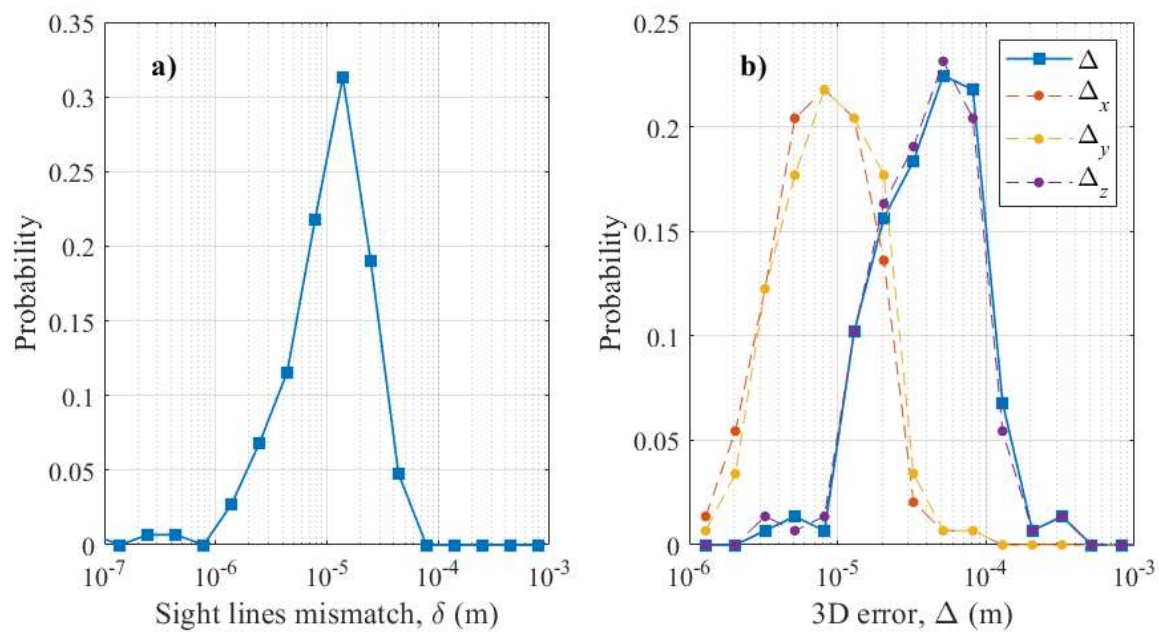 a)
0.35
0.3
0.25
0.2
0.15
0.1
0.05
0
Probability
10⁻⁷ 10⁻⁶ 10⁻⁵ 10⁻⁴ 10⁻³
Sight lines mismatch, δ (m)
b)
0.25
0.2
0.15
0.1
0.05
0
Probability
10⁻⁶ 10⁻⁵ 10⁻⁴ 10⁻³
3D error, Δ (m)
Δ
Δx
Δy
Δz